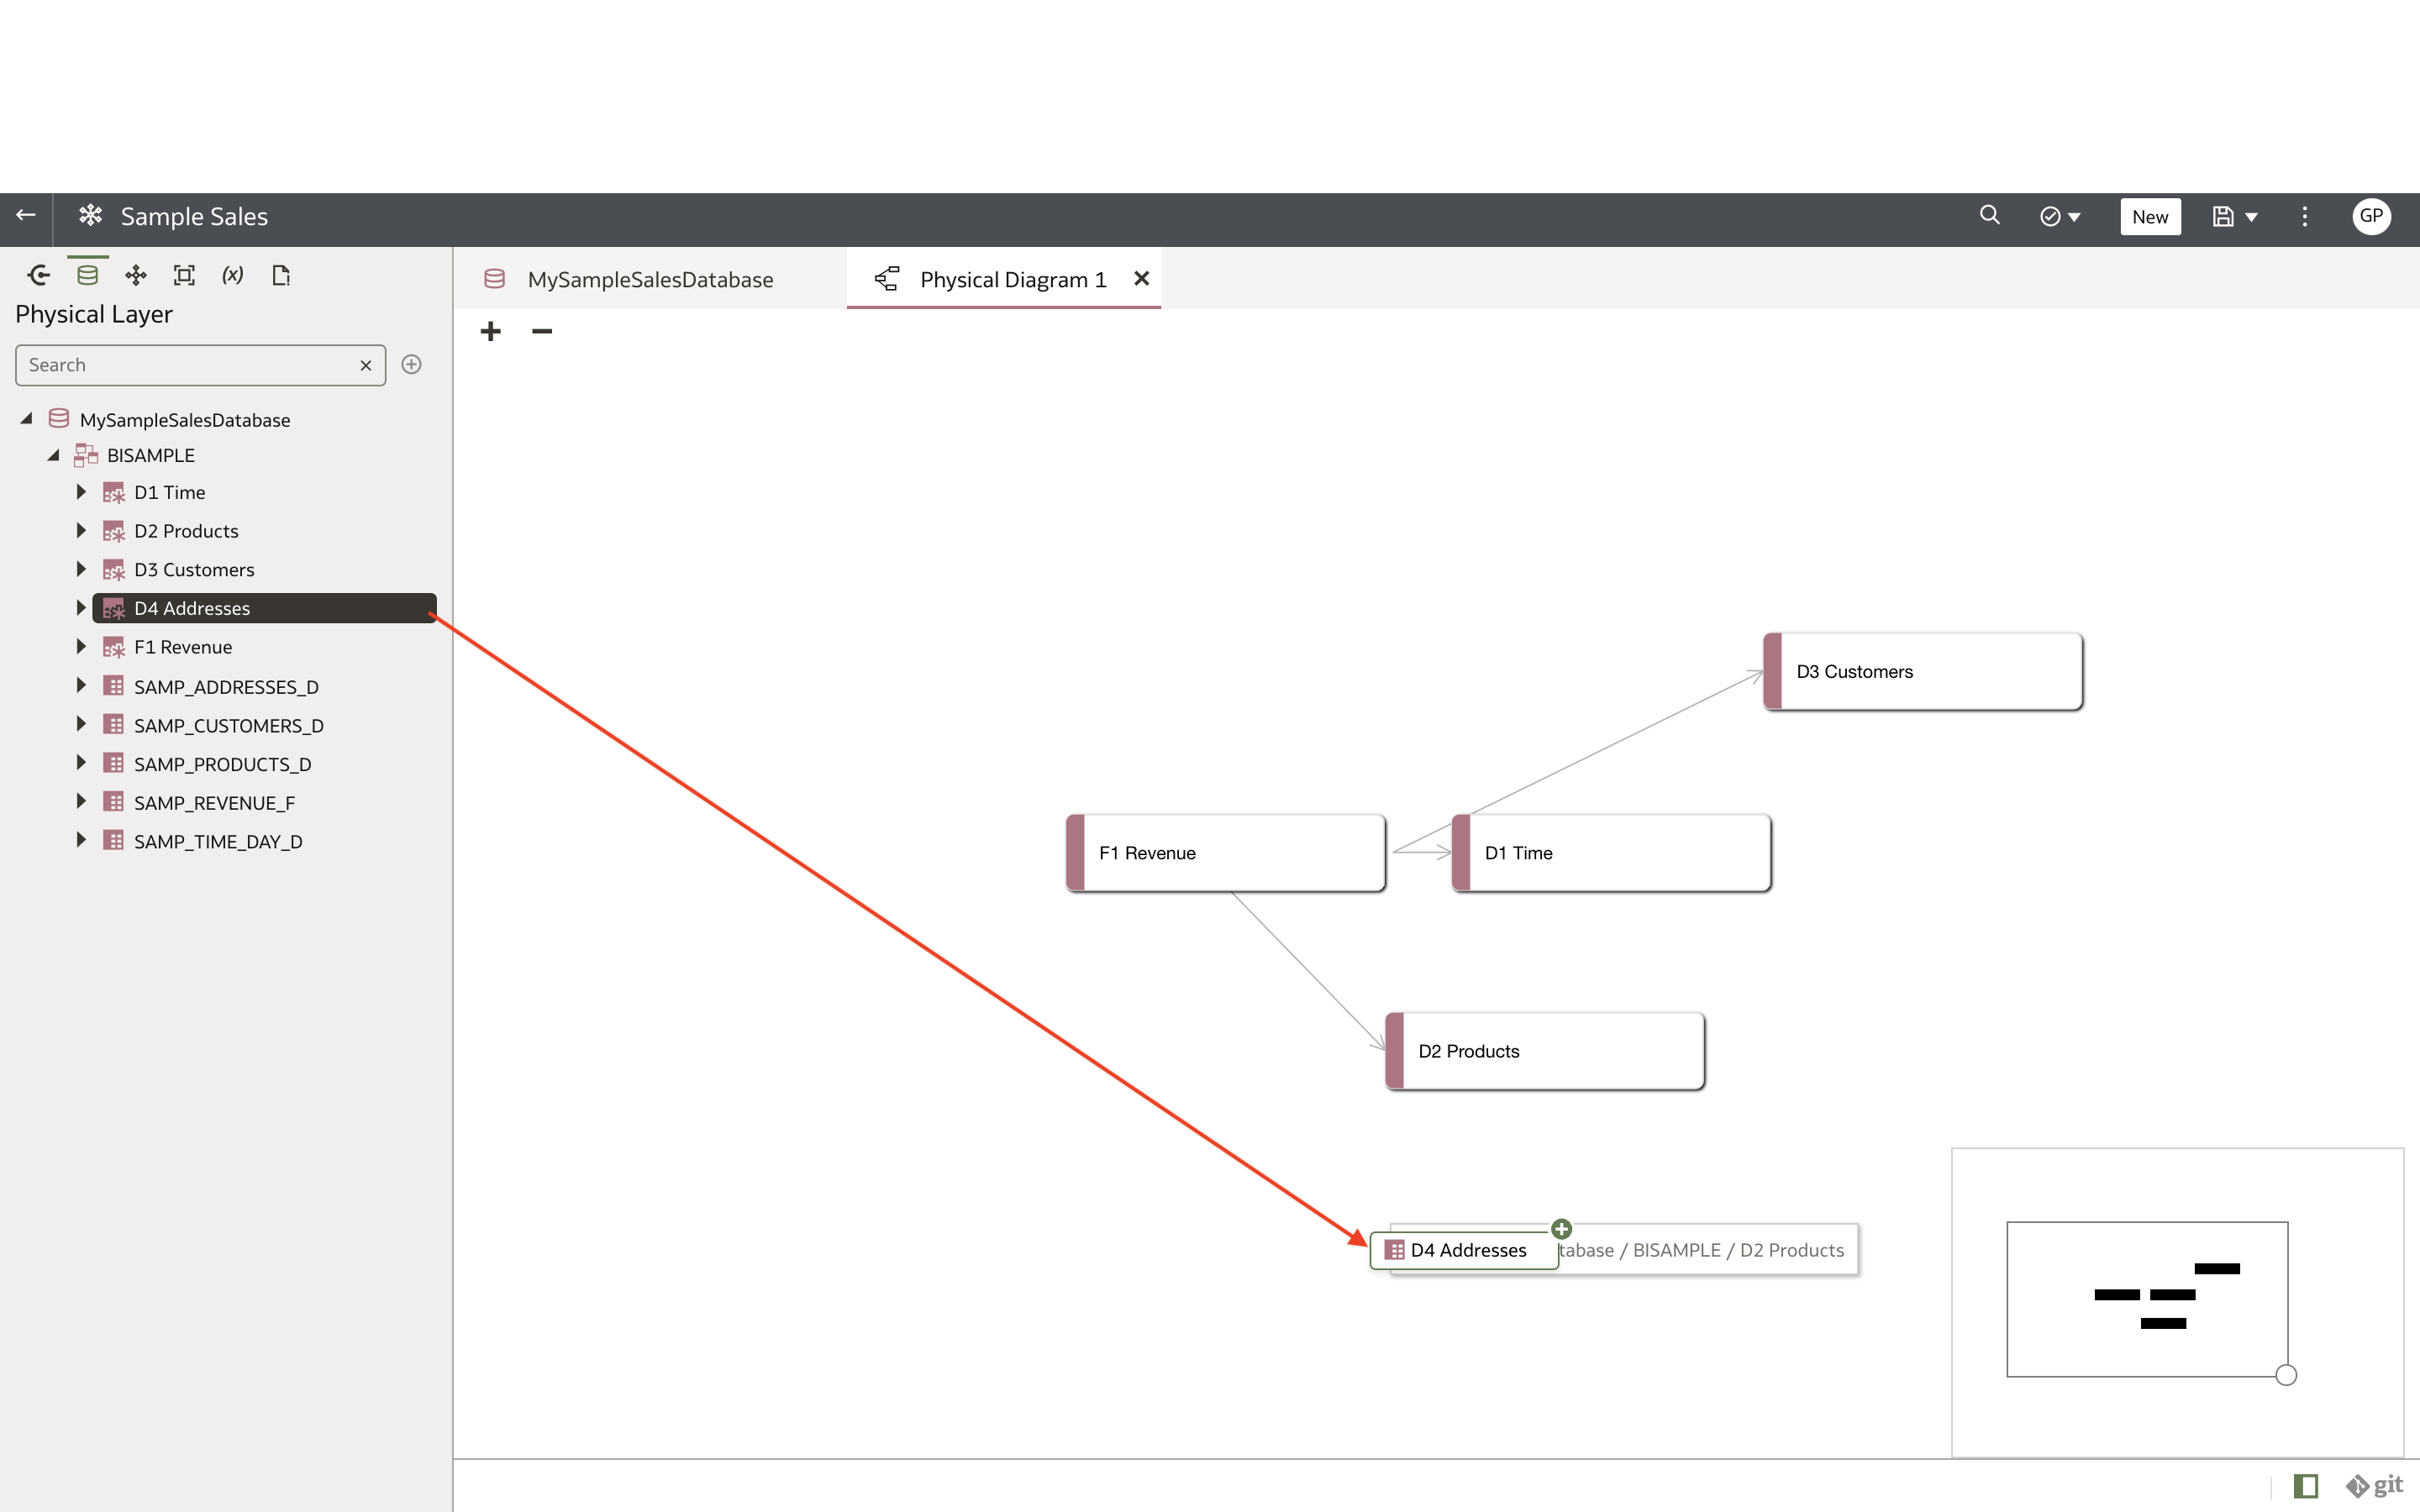 Sample Sales
New
GP
Physical Layer
Search
MySampleSalesDatabase
BISAMPLE
D1 Time
D2 Products
D3 Customers
D4 Addresses
F1 Revenue
SAMP_ADDRESSES_D
SAMP_CUSTOMERS_D
SAMP_PRODUCTS_D
SAMP_REVENUE_F
SAMP_TIME_DAY_D
MySampleSalesDatabase
Physical Diagram 1
D3 Customers
F1 Revenue
D1 Time
D2 Products
D4 Addresses
tabase / BISAMPLE / D2 Products
git